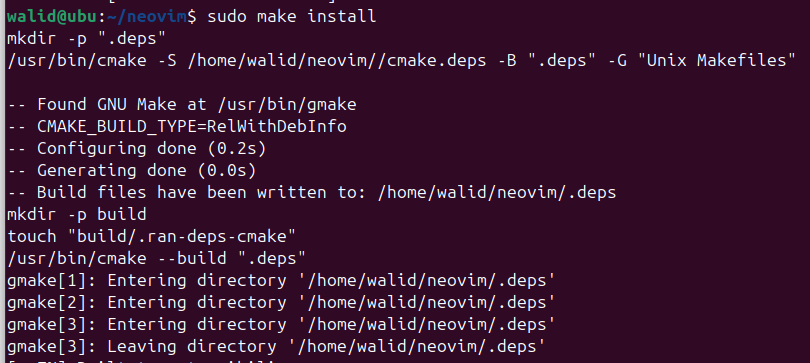 walid@ubu:~/neovim$ sudo make install
mkdir -p ".deps"
/usr/bin/cmake -S /home/walid/neovim//cmake.deps -B ".deps" -G "Unix Makefiles"
-- Found GNU Make at /usr/bin/gmake
-- CMAKE_BUILD_TYPE=RelWithDebInfo
-- Configuring done (0.2s)
-- Generating done (0.0s)
-- Build files have been written to: /home/walid/neovim/.deps
mkdir -p build
touch "build/.ran-deps-cmake"
/usr/bin/cmake --build ".deps"
gmake[1]: Entering directory '/home/walid/neovim/.deps'
gmake[2]: Entering directory '/home/walid/neovim/.deps'
gmake[3]: Entering directory '/home/walid/neovim/.deps'
gmake[3]: Leaving directory '/home/walid/neovim/.deps'